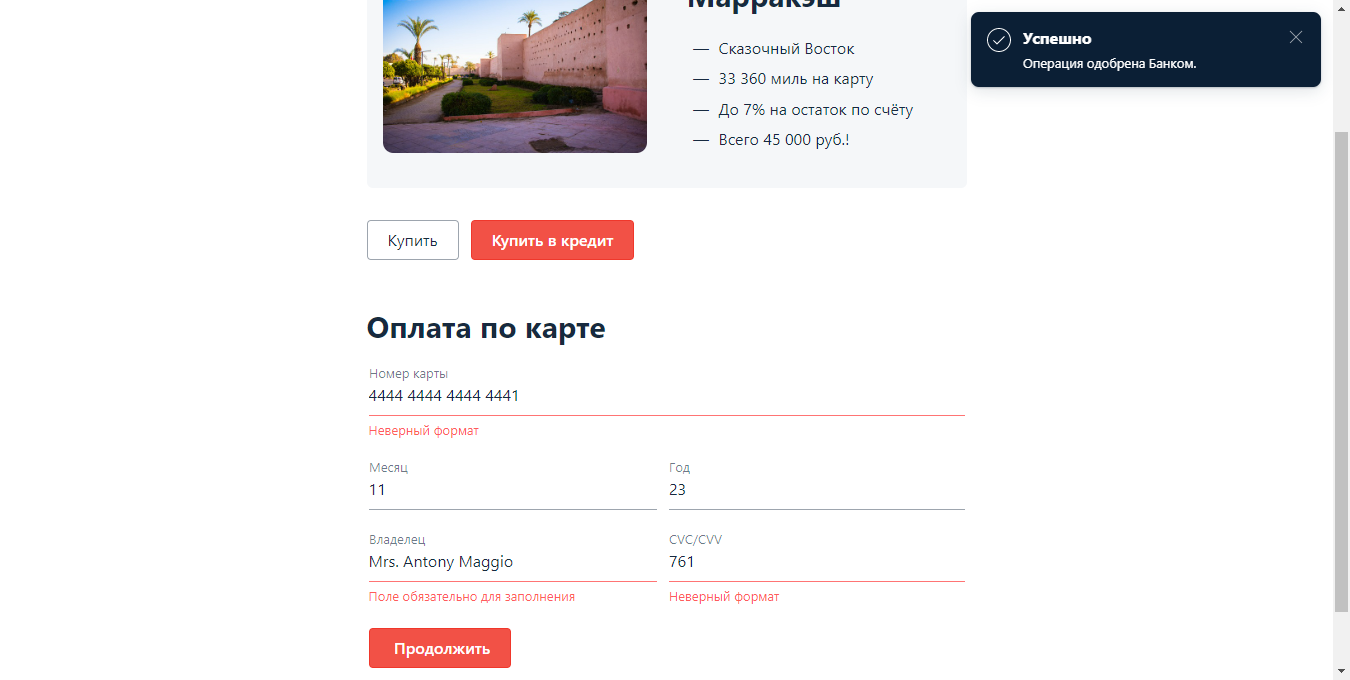 Марракэш
— Сказочный Восток
— 33 360 миль на карту
— До 7% на остаток по счёту
— Всего 45 000 руб.!
Успешно
Операция одобрена Банком.
Купить
Купить в кредит
Оплата по карте
Номер карты
4444 4444 4444 4441
Неверный формат
Месяц
11
Год
23
Владелец
Mrs. Antony Maggio
Поле обязательно для заполнения
CVC/CVV
761
Неверный формат
Продолжить